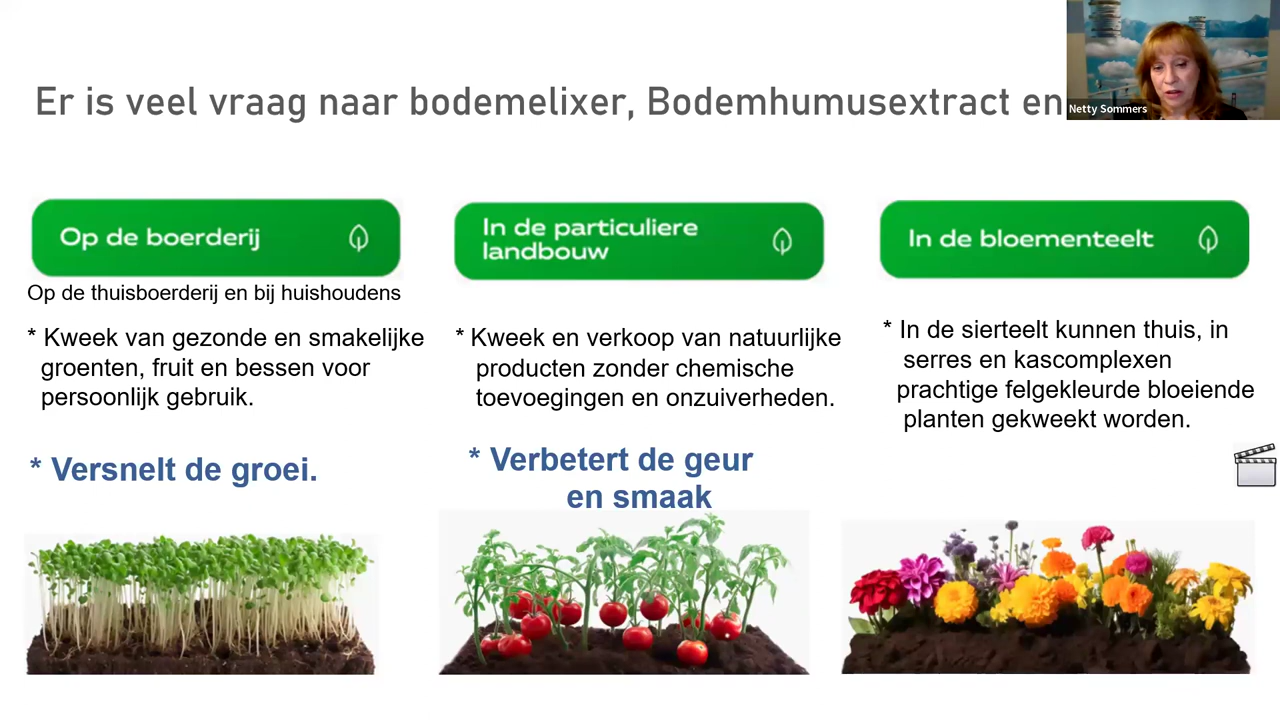 Er is veel vraag naar bodemelixer, Bodemhumusextract en
Netty Sommers
Op de boerderij
Op de thuisboerderij en bij huishoudens
* Kweek van gezonde en smakelijke
groenten, fruit en bessen voor
persoonlijk gebruik.
* Versnelt de groei.
In de particuliere
landbouw
* Kweek en verkoop van natuurlijke
producten zonder chemische
toevoegingen en onzuiverheden.
* Verbetert de geur
en smaak
In de bloementeelt
* In de sierteelt kunnen thuis, in
serres en kascomplexen
prachtige felgekleurde bloeiende
planten gekweekt worden.